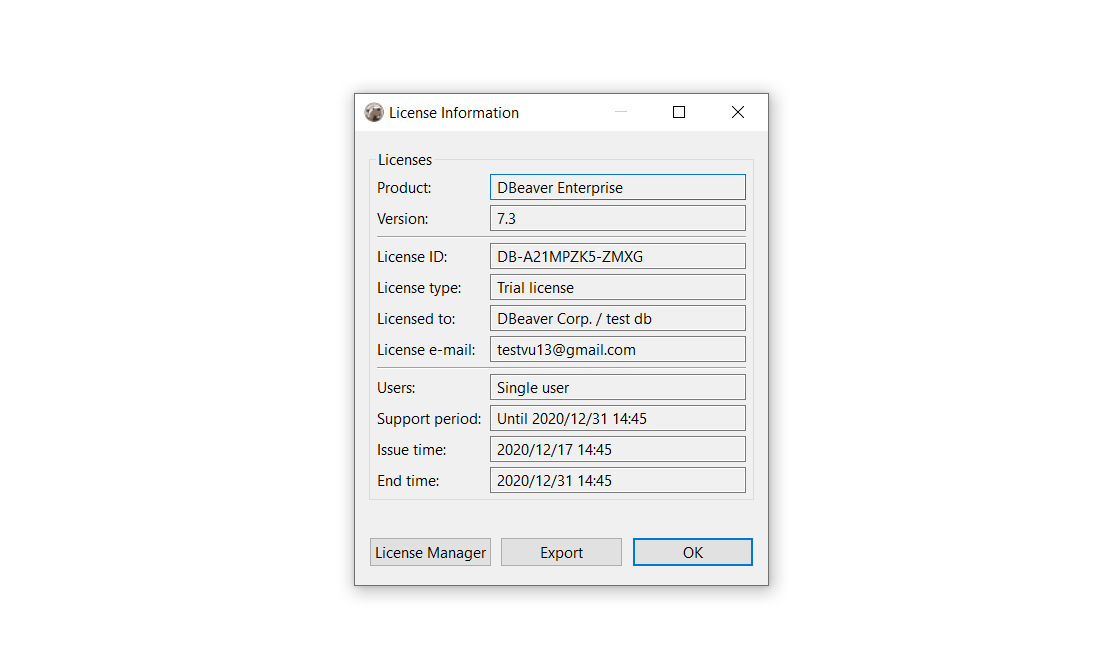 License Information
Licenses
Product: DBeaver Enterprise
Version: 7.3
License ID: DB-A21MPZK5-ZMXG
License type: Trial license
Licensed to: DBeaver Corp. / test db
License e-mail: testvu13@gmail.com
Users: Single user
Support period: Until 2020/12/31 14:45
Issue time: 2020/12/17 14:45
End time: 2020/12/31 14:45
License Manager Export OK